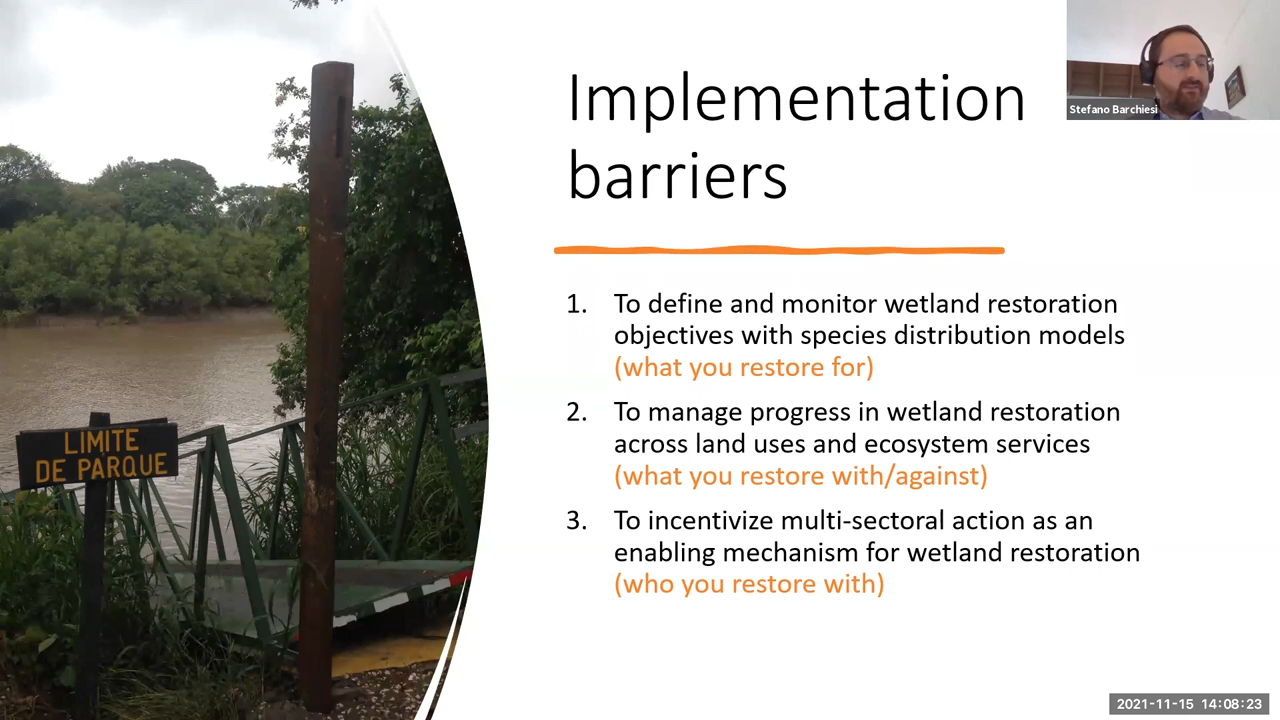 Implementation
barriers
Stefano Barchiesi
1. To define and monitor wetland restoration
objectives with species distribution models
(what you restore for)
2. To manage progress in wetland restoration
across land uses and ecosystem services
(what you restore with/against)
3. To incentivize multi-sectoral action as an
enabling mechanism for wetland restoration
(who you restore with)
LIMITE
DE PARQUE
2021-11-15 14:08:23